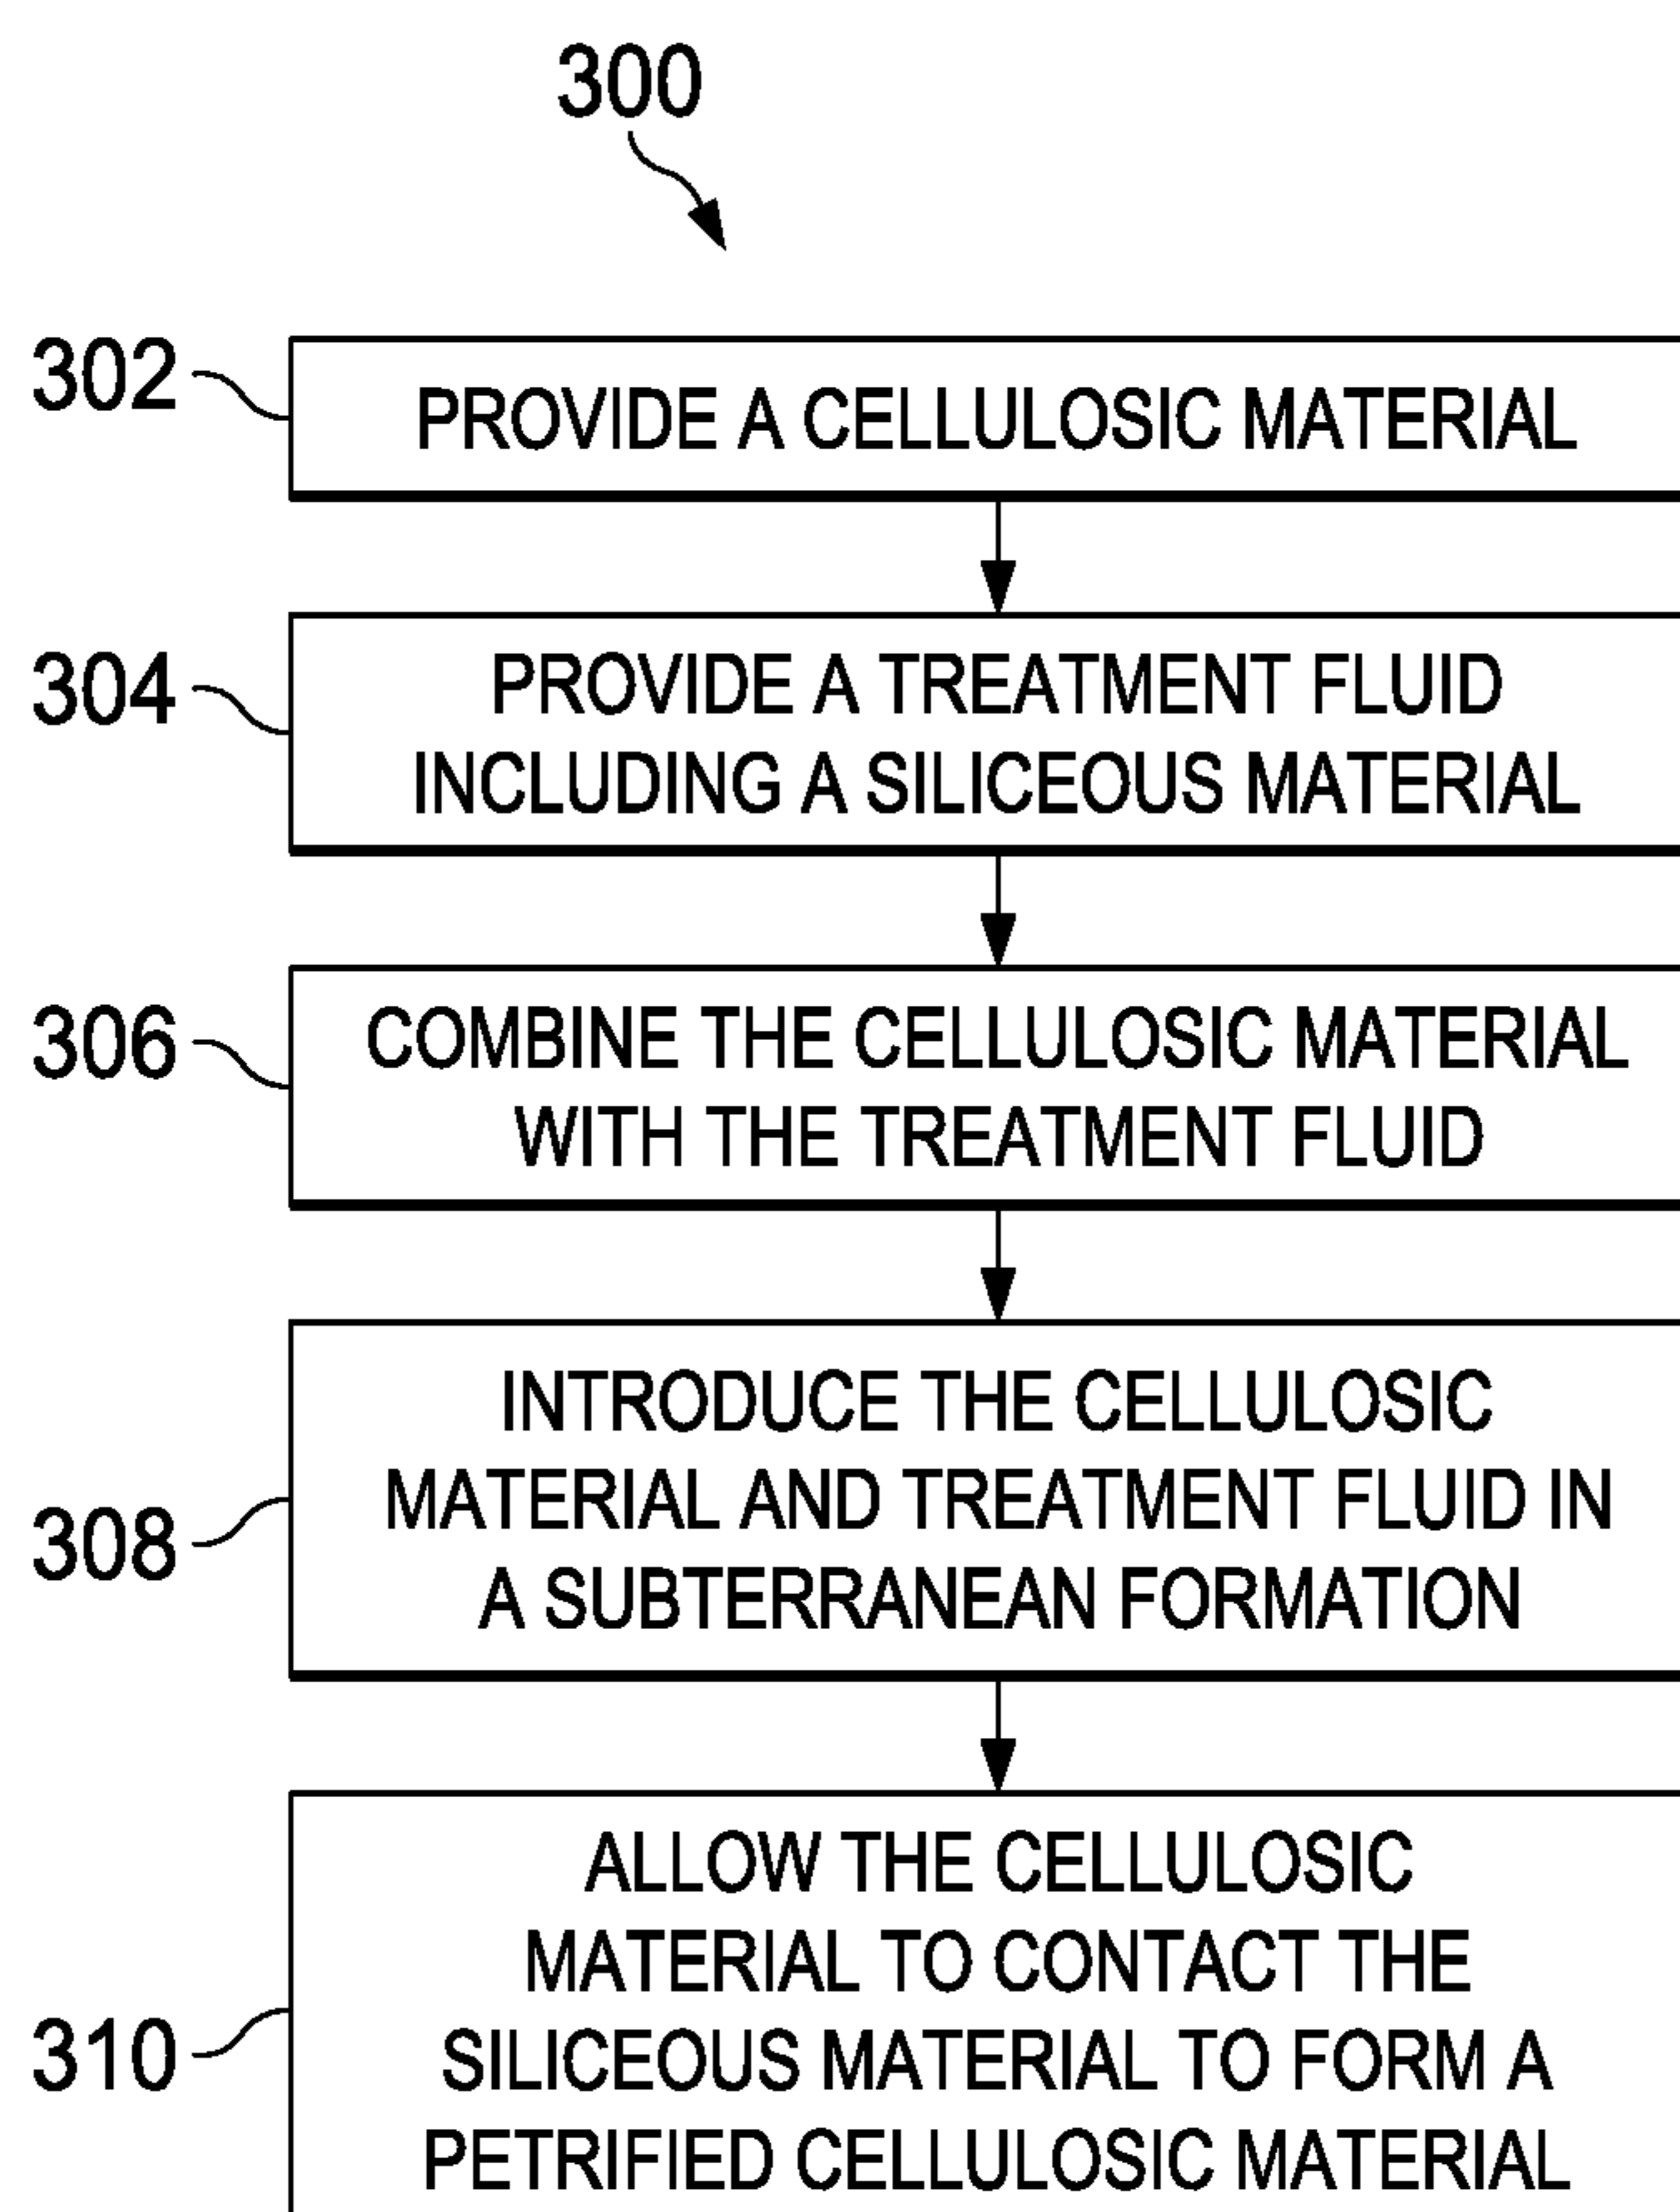 300
302
PROVIDE A CELLULOSIC MATERIAL
304
PROVIDE A TREATMENT FLUID
INCLUDING A SILICEOUS MATERIAL
306
COMBINE THE CELLULOSIC MATERIAL
WITH THE TREATMENT FLUID
308
INTRODUCE THE CELLULOSIC
MATERIAL AND TREATMENT FLUID IN
A SUBTERRANEAN FORMATION
310
ALLOW THE CELLULOSIC
MATERIAL TO CONTACT THE
SILICEOUS MATERIAL TO FORM A
PETRIFIED CELLULOSIC MATERIAL